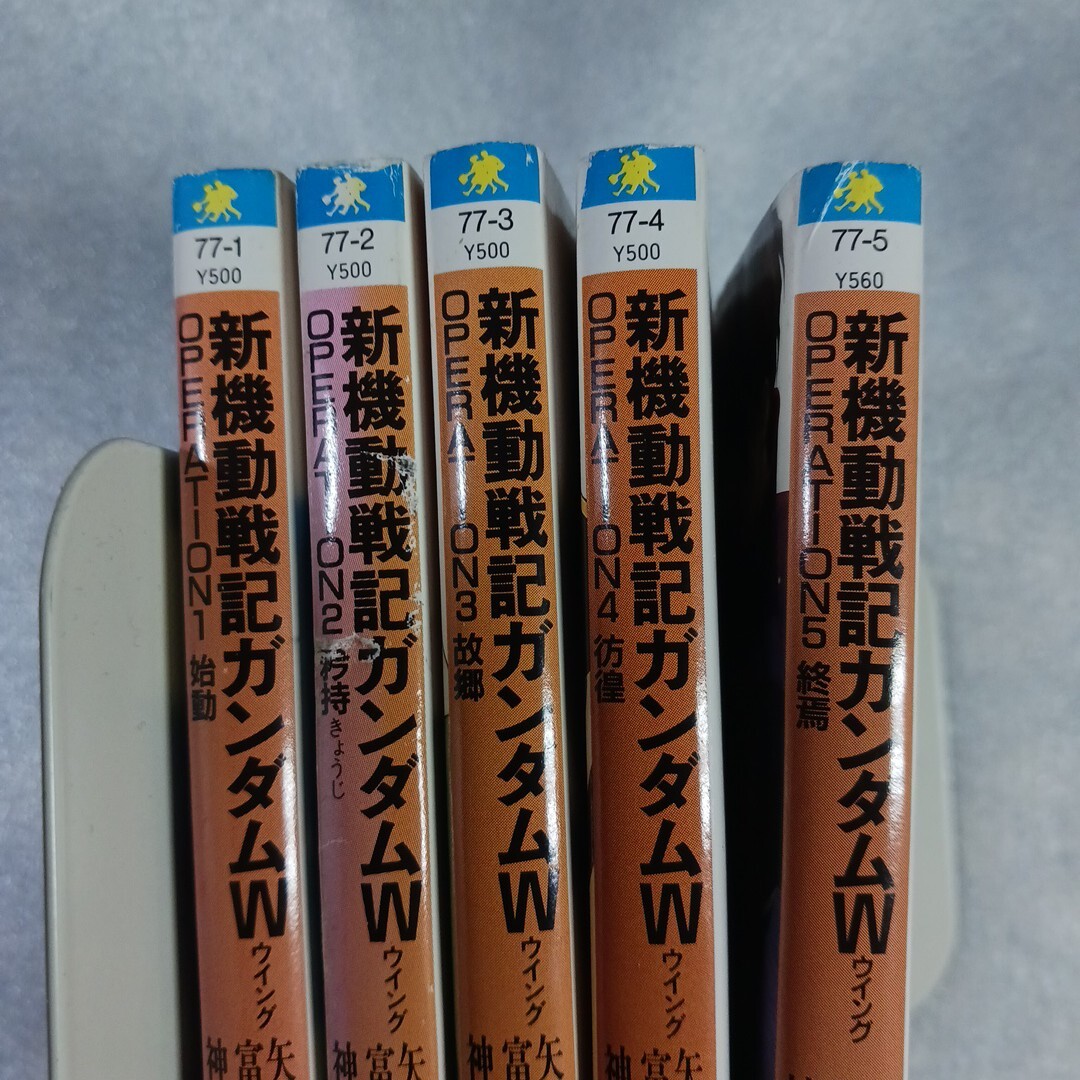 77-1
Y500
新機動戦記ガンダムW
ウイング
OPERATION1 始動
矢
富
神
77-2
Y500
新機動戦記ガンダムW
ウイング
OPERATION2 矜持
きょうじ
矢
富
神
77-3
Y500
新機動戦記ガンダムW
ウイング
OPERATION3 故郷
矢
富
神
77-4
Y500
新機動戦記ガンダムW
ウイング
OPERATION4 彷徨
矢
富
神
77-5
Y560
新機動戦記ガンダムW
ウイング
OPERATION5 終焉